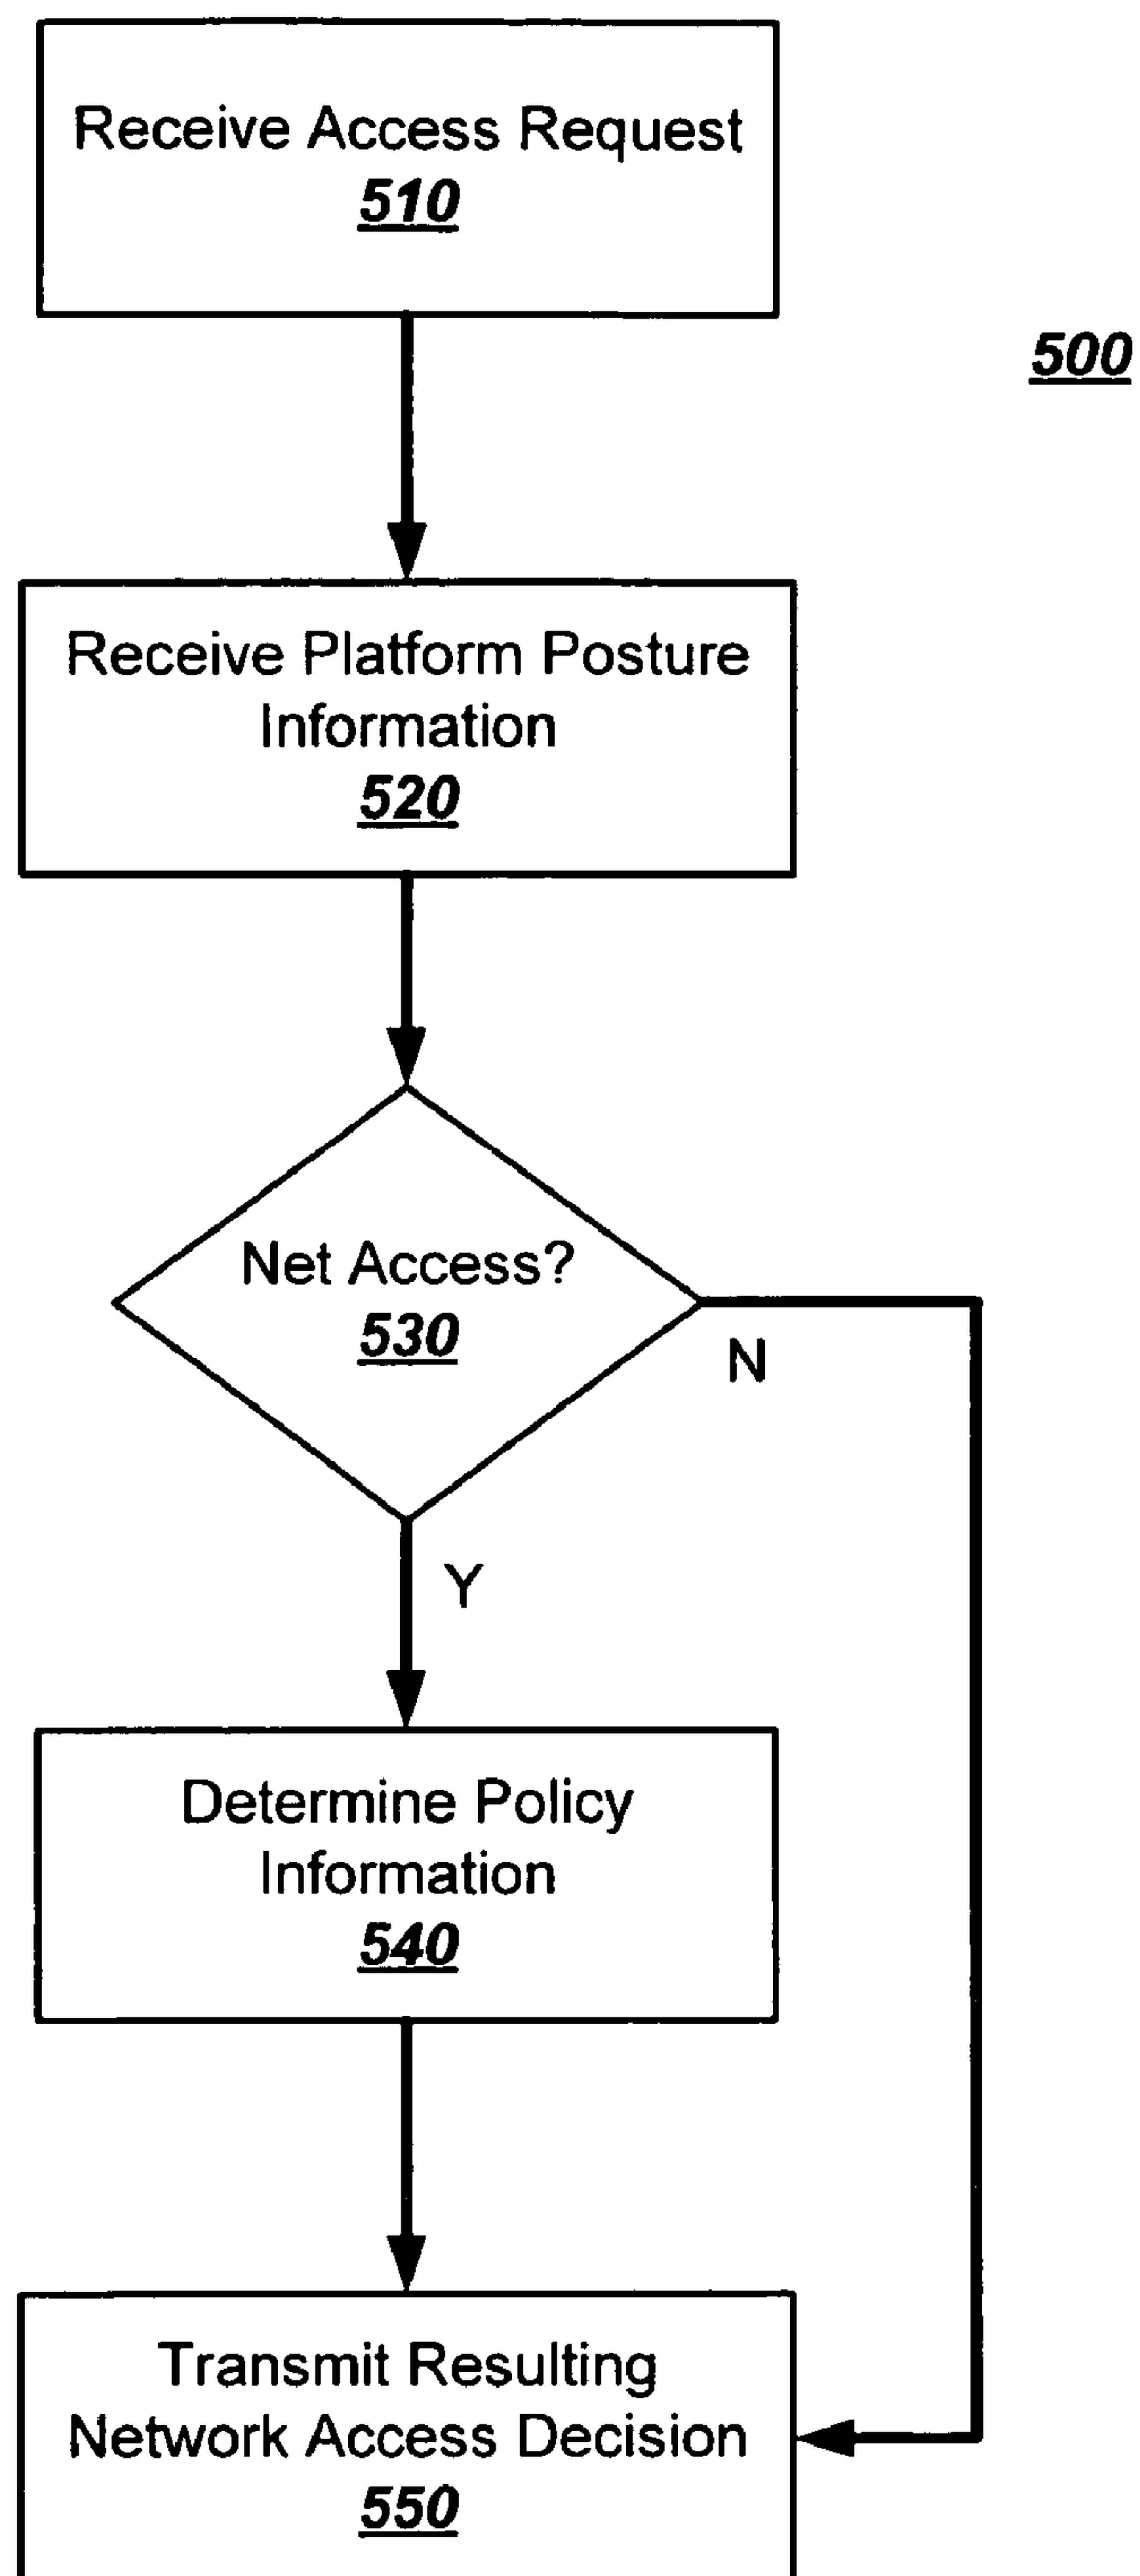 Receive Access Request
510
500
Receive Platform Posture
Information
520
Net Access?
530
N
Y
Determine Policy
Information
540
Transmit Resulting
Network Access Decision
550